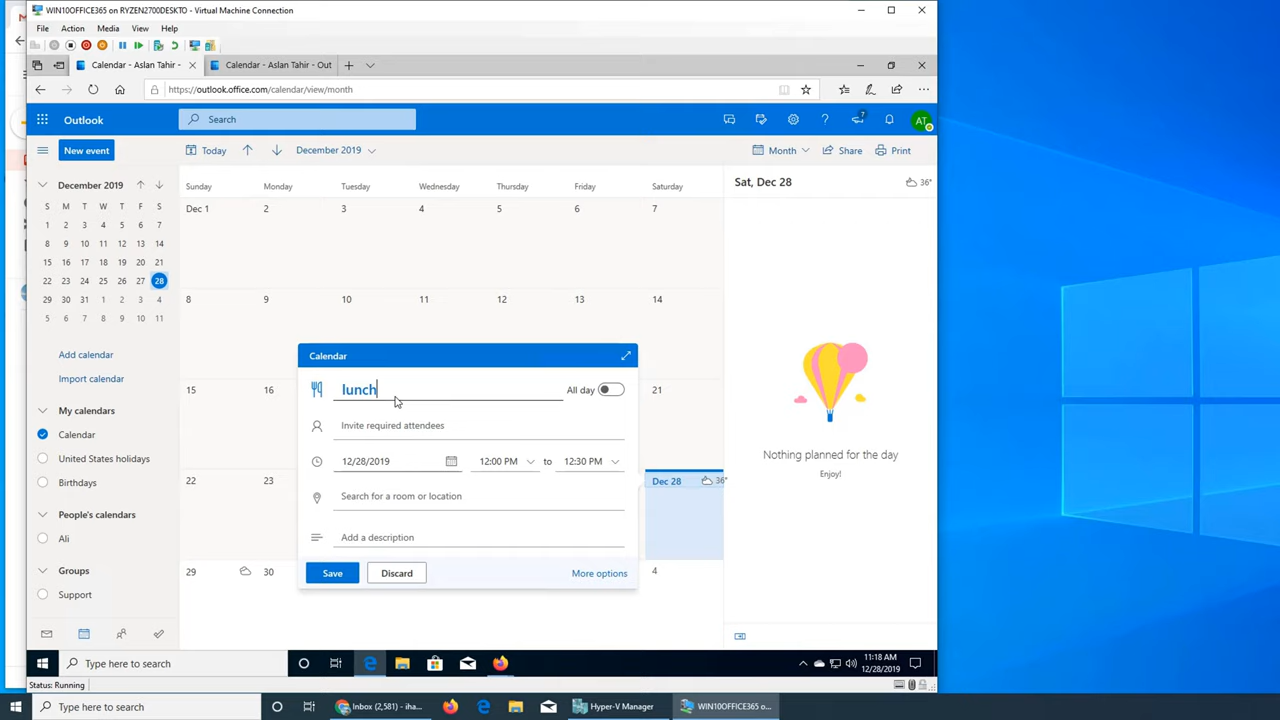 WIN10OFFICE365 on RYZEN2700DESKTO - Virtual Machine Connection
File Action Media View Help
Calendar - Aslan Tahir -
Calendar - Aslan Tahir - Out
https://outlook.office.com/calendar/view/month
Outlook
Search
7
AT
New event
Today
December 2019
Month
Share
Print
December 2019
S M T W T F S
1 2 3 4 5 6 7
8 9 10 11 12 13 14
15 16 17 18 19 20 21
22 23 24 25 26 27 28
29 30 31 1 2 3 4
5 6 7 8 9 10 11
Add calendar
Import calendar
My calendars
Calendar
United States holidays
Birthdays
People's calendars
Ali
Groups
Support
Sunday Monday Tuesday Wednesday Thursday Friday Saturday
Dec 1 2 3 4 5 6 7
8 9 10 11 12 13 14
15 16 21
22 23 Dec 28 36°
29 30 4
Calendar
lunch
All day
Invite required attendees
12/28/2019 12:00 PM to 12:30 PM
Search for a room or location
Add a description
Save
Discard
More options
Sat, Dec 28
36°
Nothing planned for the day
Enjoy!
Type here to search
11:18 AM
12/28/2019
Status: Running
Type here to search
Inbox (2,581) - iha...
Hyper-V Manager
WIN10OFFICE365 o...